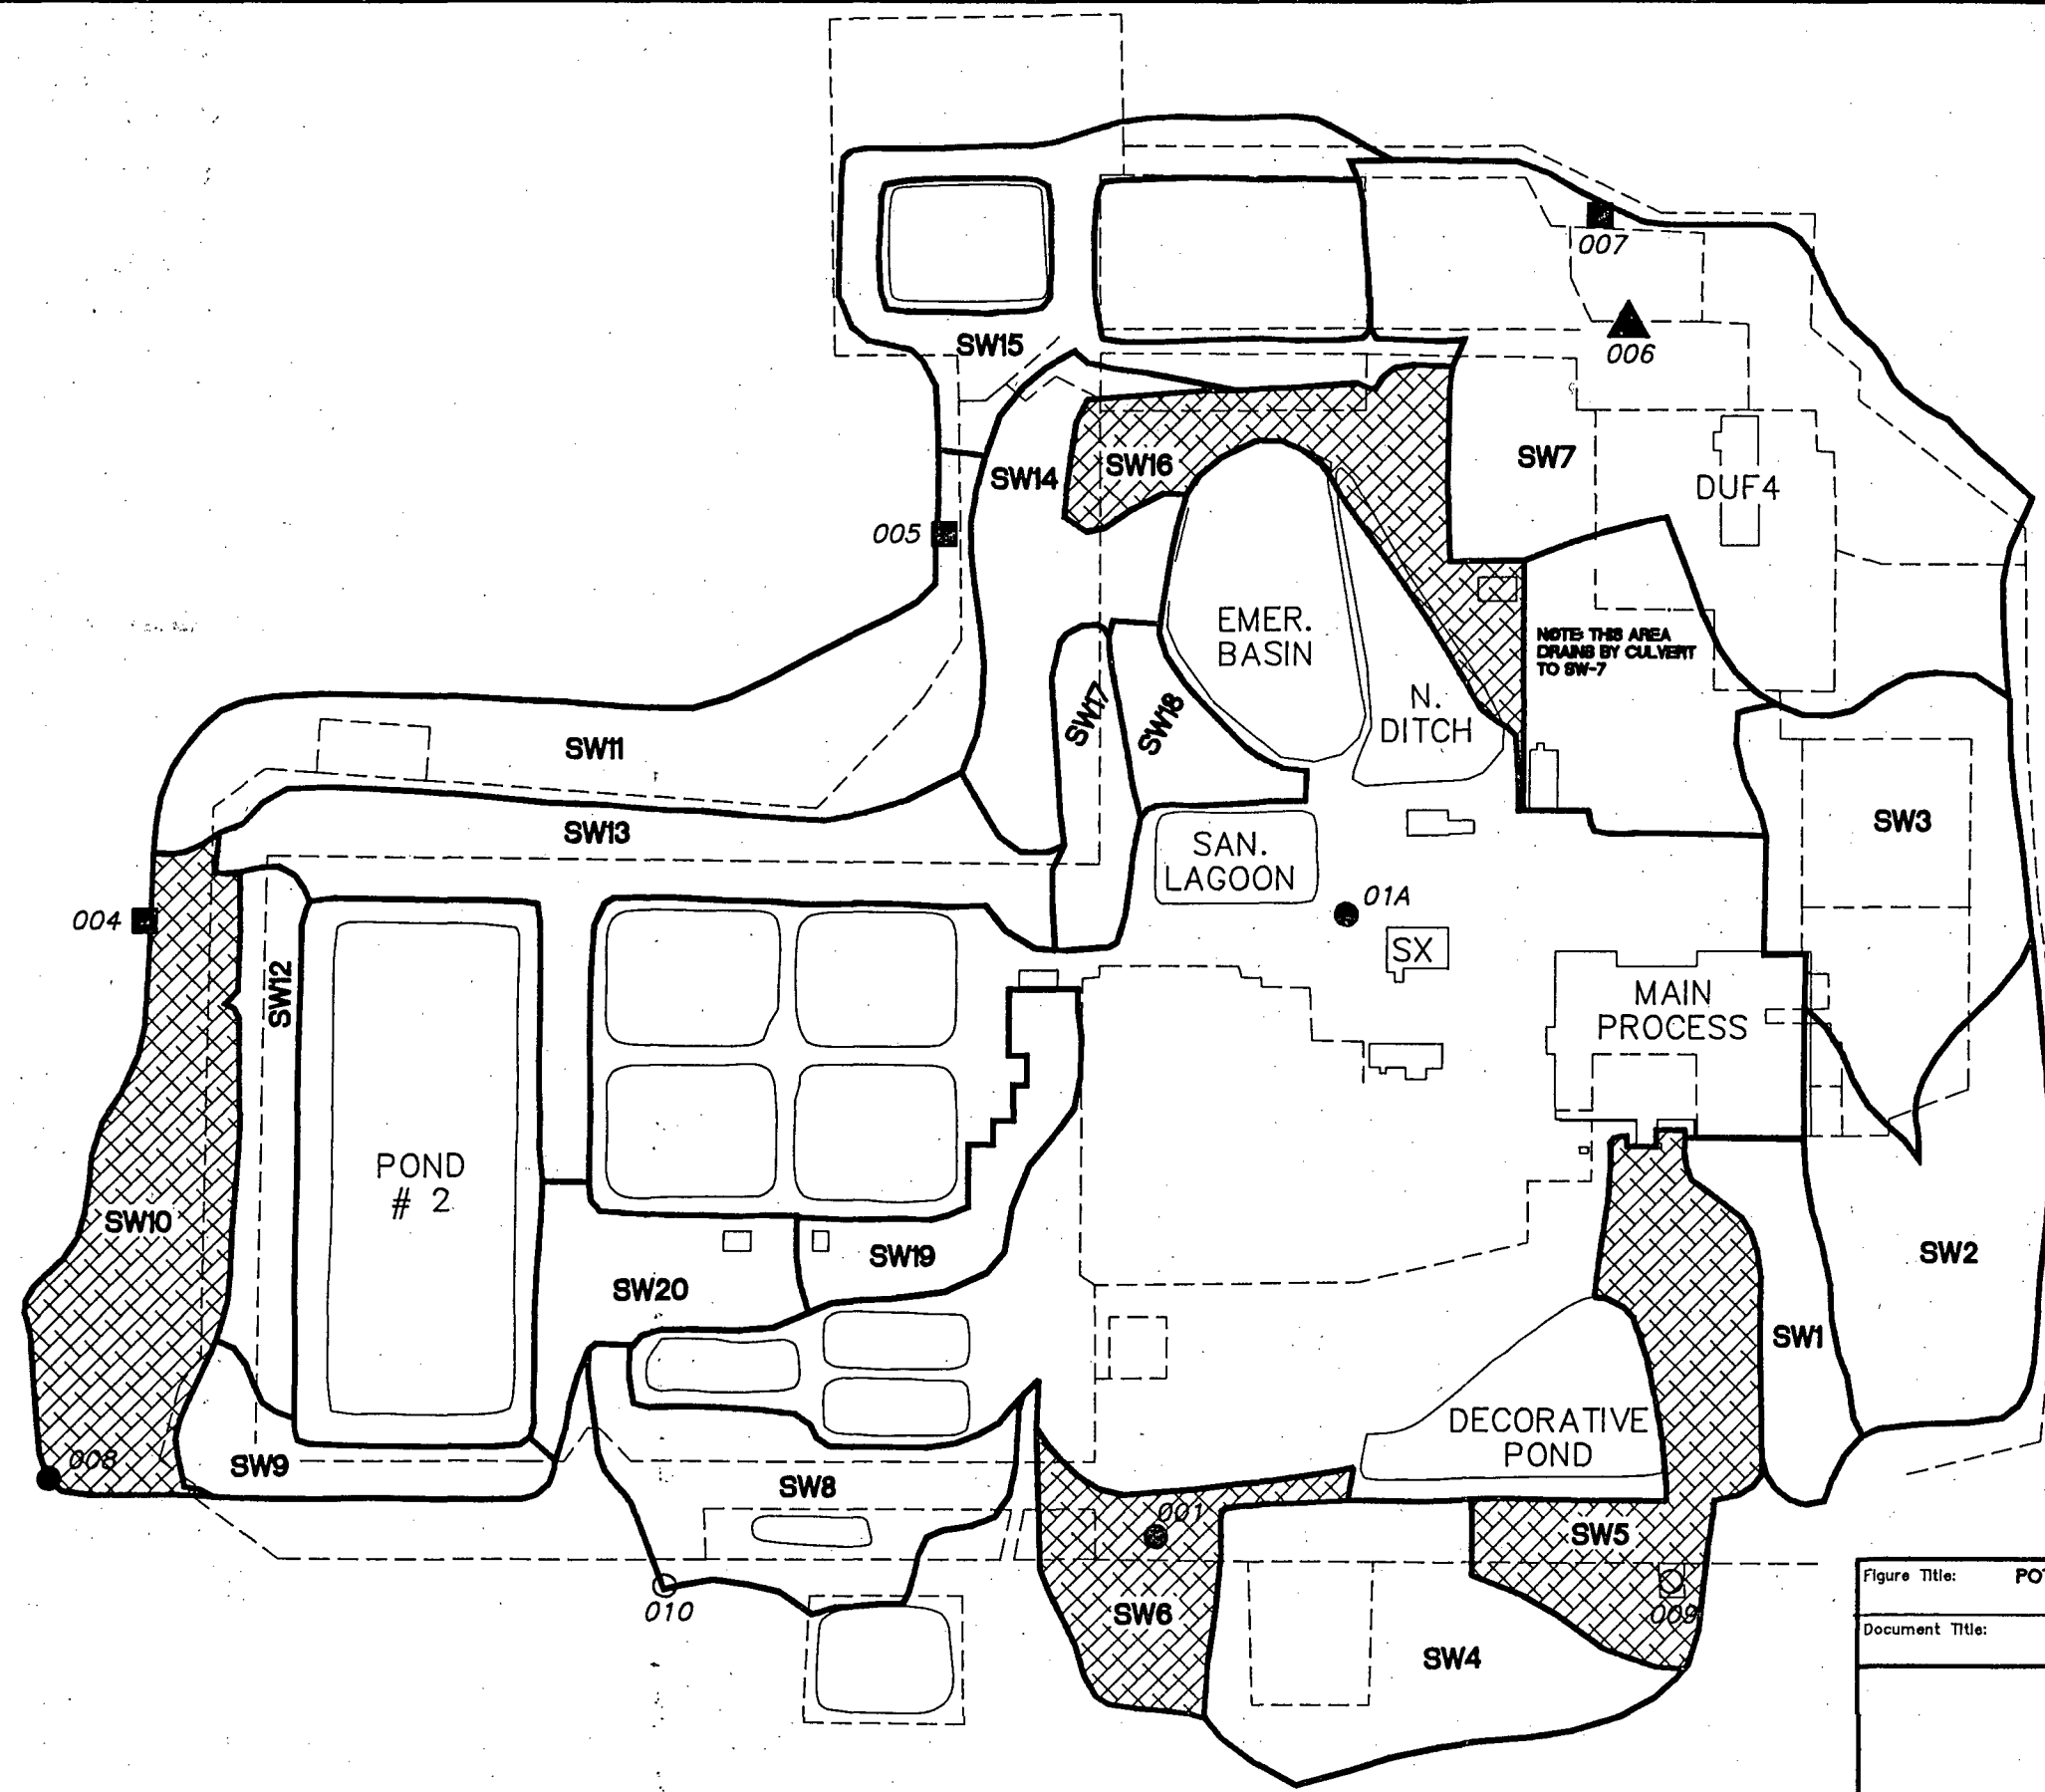 007
006
SW15
SW14
SW16
SW7
DUF4
005
EMER.
BASIN
NOTE: THIS AREA
DRAINS BY CULVERT
TO SW-7
N.
DITCH
SW17
SW18
SW11
SW13
SW3
SAN.
LAGOON
01A
004
SX
SW12
MAIN
PROCESS
POND
# 2
SW10
SW19
SW20
SW2
SW1
DECORATIVE
POND
008
SW9
SW8
001
SW5
010
SW6
009
SW4
Figure Title: PO
Document Title: